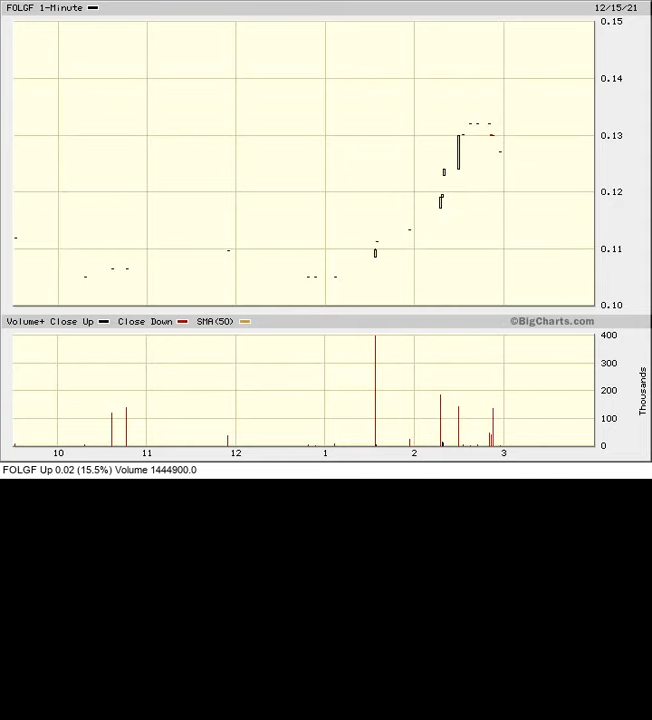 FOLGF 1-Minute 12/15/21
0.15
0.14
0.13
0.12
0.11
0.10
Volume+ Close Up Close Down SMA(50) ©BigCharts.com
400
300
200
100
0
Thousands
10 11 12 1 2 3
FOLGF Up 0.02 (15.5%) Volume 1444900.0